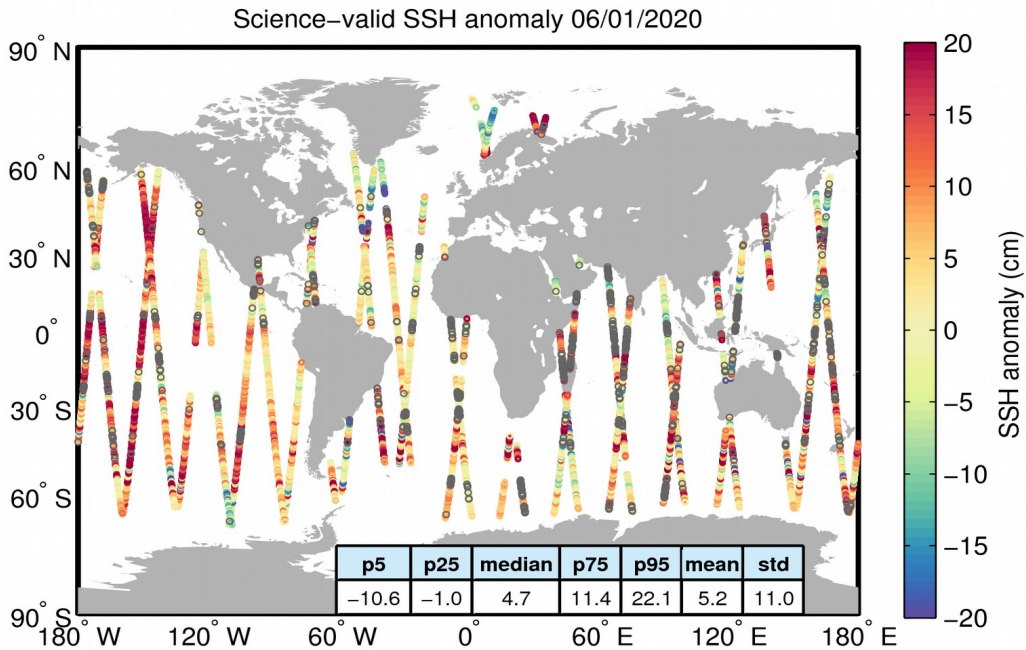 Science−valid SSH anomaly 06/01/2020
90° N
60° N
30° N
0°
30° S
60° S
90° S
180° W 120° W 60° W 0° 60° E 120° E 180° E
p5 p25 median p75 p95 mean std
−10.6 −1.0 4.7 11.4 22.1 5.2 11.0
20
15
10
5
0
−5
−10
−15
−20
SSH anomaly (cm)